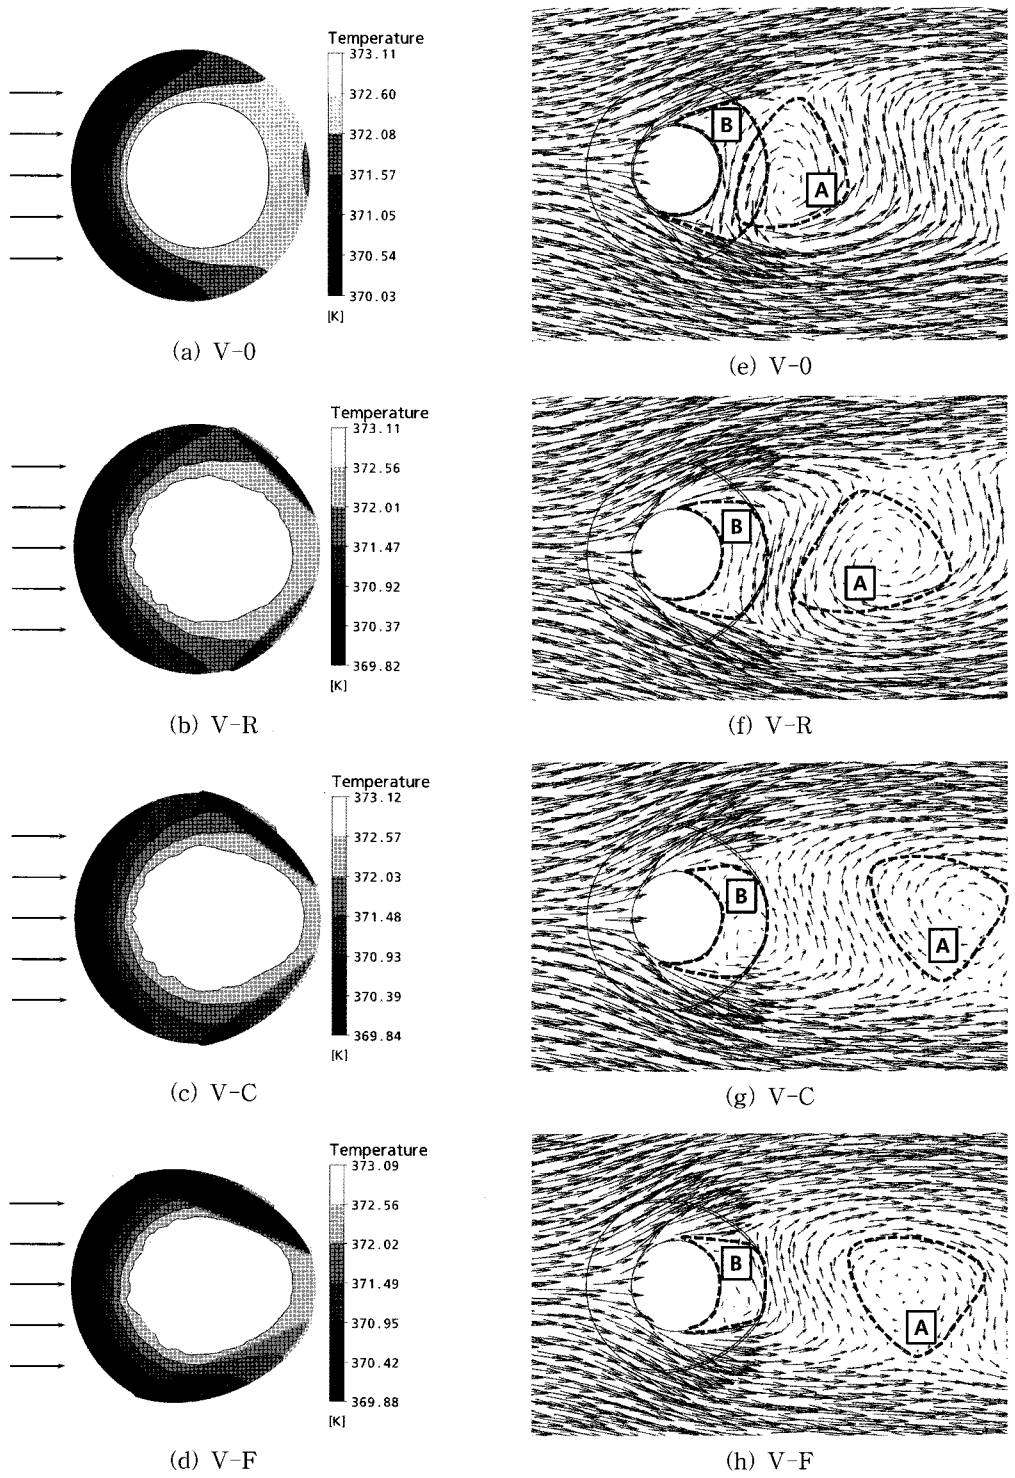 Temperature
373.11
372.60
372.08
371.57
371.05
370.54
370.03
[K]
(a) V-0
B
A
(e) V-0
Temperature
373.11
372.56
372.01
371.47
370.92
370.37
369.82
[K]
(b) V-R
B
A
(f) V-R
Temperature
373.12
372.57
372.03
371.48
370.93
370.39
369.84
[K]
(c) V-C
B
A
(g) V-C
Temperature
373.09
372.56
372.02
371.49
370.95
370.42
369.88
[K]
(d) V-F
B
A
(h) V-F